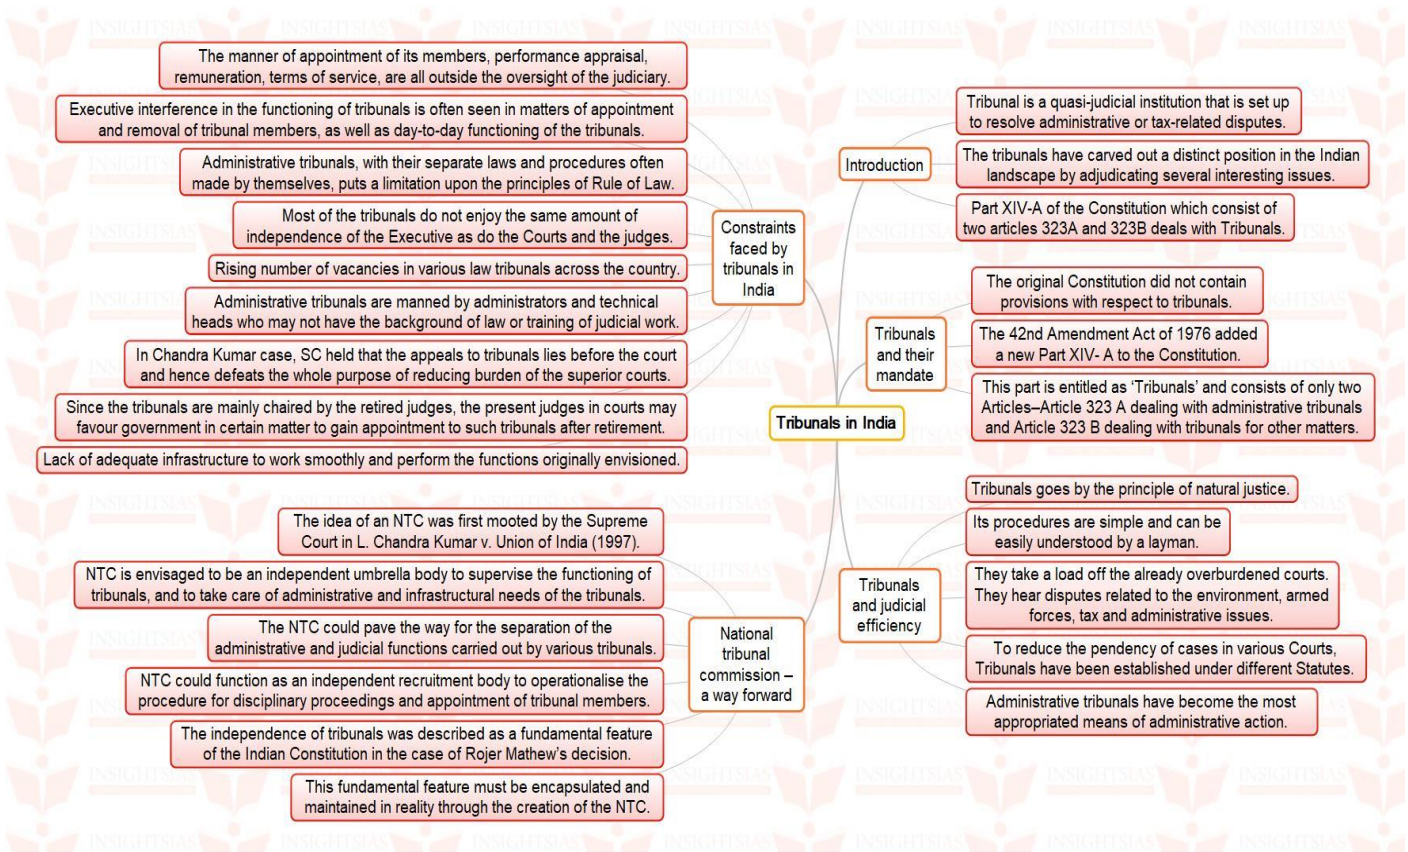 Tribunals in India
Introduction
Tribunal is a quasi-judicial institution that is set up
to resolve administrative or tax-related disputes.
The tribunals have carved out a distinct position in the Indian
landscape by adjudicating several interesting issues.
Part XIV-A of the Constitution which consist of
two articles 323A and 323B deals with Tribunals.
Tribunals
and their
mandate
The original Constitution did not contain
provisions with respect to tribunals.
The 42nd Amendment Act of 1976 added
a new Part XIV- A to the Constitution.
This part is entitled as ‘Tribunals’ and consists of only two
Articles–Article 323 A dealing with administrative tribunals
and Article 323 B dealing with tribunals for other matters.
Tribunals
and judicial
efficiency
Tribunals goes by the principle of natural justice.
Its procedures are simple and can be
easily understood by a layman.
They take a load off the already overburdened courts.
They hear disputes related to the environment, armed
forces, tax and administrative issues.
To reduce the pendency of cases in various Courts,
Tribunals have been established under different Statutes.
Administrative tribunals have become the most
appropriated means of administrative action.
Constraints
faced by
tribunals in
India
The manner of appointment of its members, performance appraisal,
remuneration, terms of service, are all outside the oversight of the judiciary.
Executive interference in the functioning of tribunals is often seen in matters of appointment
and removal of tribunal members, as well as day-to-day functioning of the tribunals.
Administrative tribunals, with their separate laws and procedures often
made by themselves, puts a limitation upon the principles of Rule of Law.
Most of the tribunals do not enjoy the same amount of
independence of the Executive as do the Courts and the judges.
Rising number of vacancies in various law tribunals across the country.
Administrative tribunals are manned by administrators and technical
heads who may not have the background of law or training of judicial work.
In Chandra Kumar case, SC held that the appeals to tribunals lies before the court
and hence defeats the whole purpose of reducing burden of the superior courts.
Since the tribunals are mainly chaired by the retired judges, the present judges in courts may
favour government in certain matter to gain appointment to such tribunals after retirement.
Lack of adequate infrastructure to work smoothly and perform the functions originally envisioned.
National
tribunal
commission –
a way forward
The idea of an NTC was first mooted by the Supreme
Court in L. Chandra Kumar v. Union of India (1997).
NTC is envisaged to be an independent umbrella body to supervise the functioning of
tribunals, and to take care of administrative and infrastructural needs of the tribunals.
The NTC could pave the way for the separation of the
administrative and judicial functions carried out by various tribunals.
NTC could function as an independent recruitment body to operationalise the
procedure for disciplinary proceedings and appointment of tribunal members.
The independence of tribunals was described as a fundamental feature
of the Indian Constitution in the case of Rojer Mathew’s decision.
This fundamental feature must be encapsulated and
maintained in reality through the creation of the NTC.
INSIGHTSIAS